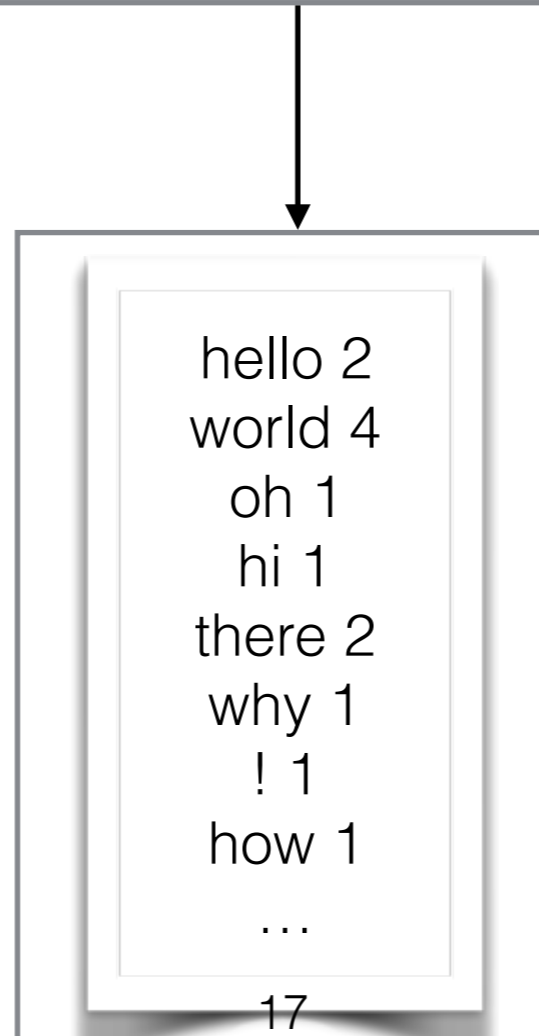 hello 2
world 4
oh 1
hi 1
there 2
why 1
! 1
how 1
…
17